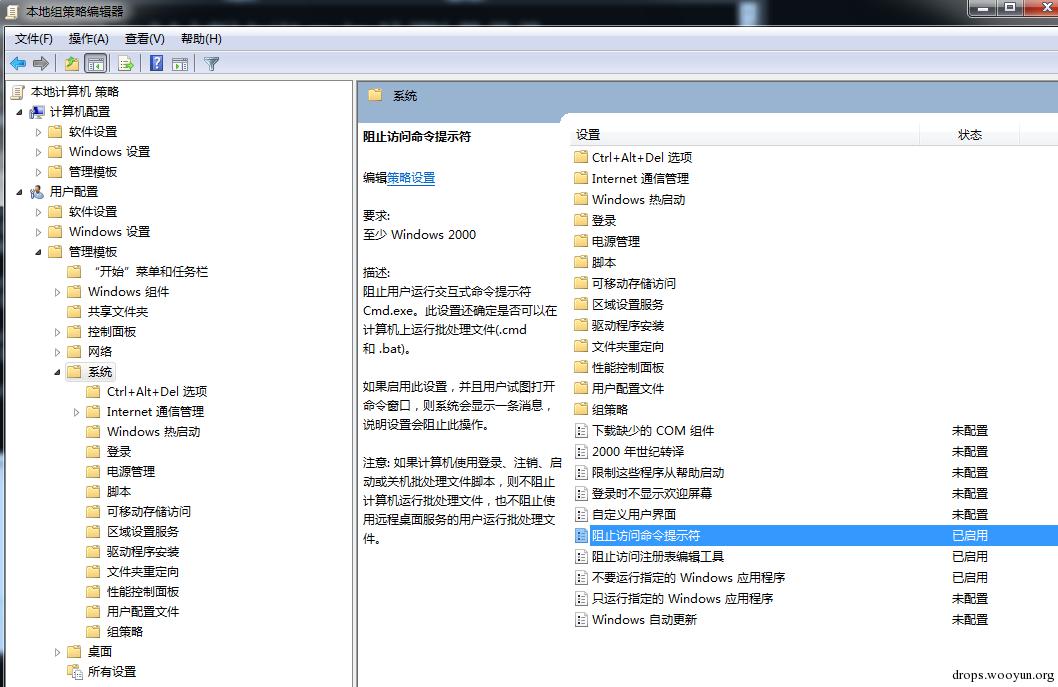 本地组策略编辑器
文件(F) 操作(A) 查看(V) 帮助(H)
本地计算机 策略
计算机配置
软件设置
Windows 设置
管理模板
用户配置
软件设置
Windows 设置
管理模板
“开始”菜单和任务栏
Windows 组件
共享文件夹
控制面板
网络
系统
Ctrl+Alt+Del 选项
Internet 通信管理
Windows 热启动
登录
电源管理
脚本
可移动存储访问
区域设置服务
驱动程序安装
文件夹重定向
性能控制面板
用户配置文件
组策略
桌面
所有设置
系统
阻止访问命令提示符
编辑策略设置
要求:
至少 Windows 2000
描述:
阻止用户运行交互式命令提示符
Cmd.exe。此设置还确定是否可以在
计算机上运行批处理文件(.cmd
和 .bat)。
如果启用此设置，并且用户试图打开
命令窗口，则系统会显示一条消息，
说明设置会阻止此操作。
注意: 如果计算机使用登录、注销、启
动或关机批处理文件脚本，则不阻止
计算机运行批处理文件，也不阻止使
用远程桌面服务的用户运行批处理文
件。
设置 状态
Ctrl+Alt+Del 选项
Internet 通信管理
Windows 热启动
登录
电源管理
脚本
可移动存储访问
区域设置服务
驱动程序安装
文件夹重定向
性能控制面板
用户配置文件
组策略
下载缺少的 COM 组件 未配置
2000 年世纪转译 未配置
限制这些程序从帮助启动 未配置
登录时不显示欢迎屏幕 未配置
自定义用户界面 未配置
阻止访问命令提示符 已启用
阻止访问注册表编辑工具 已启用
不要运行指定的 Windows 应用程序 已启用
只运行指定的 Windows 应用程序 未配置
Windows 自动更新 未配置
drops.wooyun.org